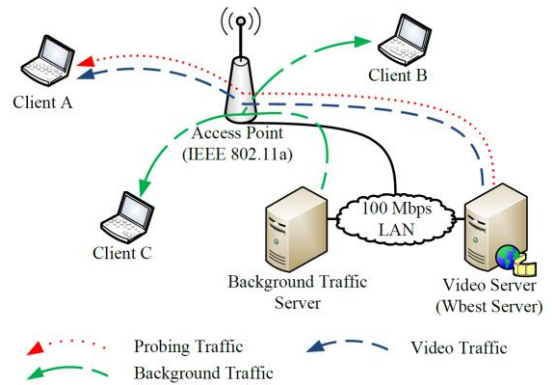 Client A
Client B
Access Point
(IEEE 802.11a)
Client C
100 Mbps
LAN
Background Traffic
Server
Video Server
(Wbest Server)
Probing Traffic
Video Traffic
Background Traffic